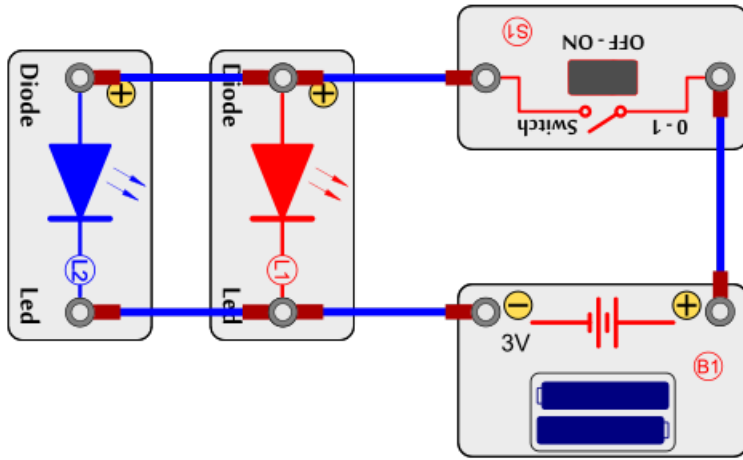 Diode
+
L2
Led
Diode
+
L1
Led
S1
OFF - ON
Switch
0 - 1
−
+
3V
B1